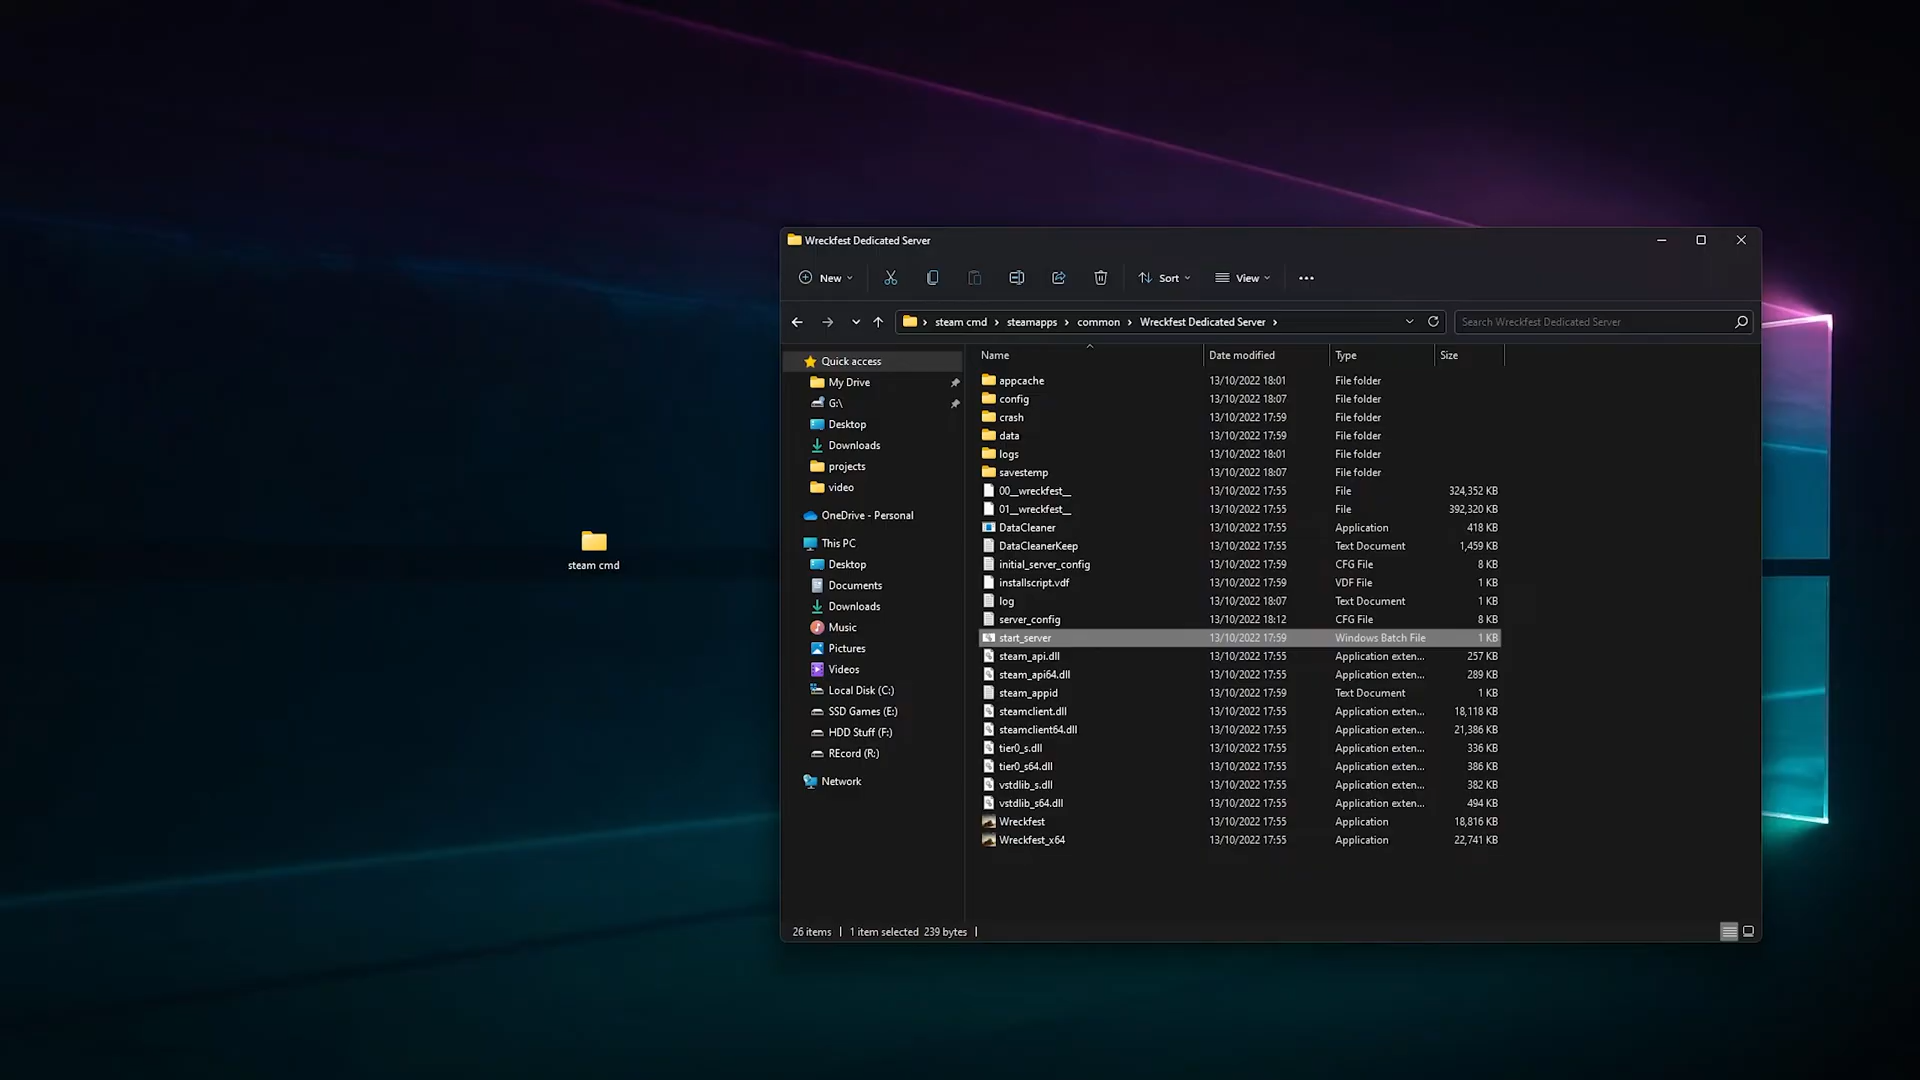 Wreckfest Dedicated Server
New
Sort
View
steam cmd > steamapps > common > Wreckfest Dedicated Server >
Search Wreckfest Dedicated Server
Quick access
My Drive
G:\
Desktop
Downloads
projects
video
OneDrive - Personal
This PC
Desktop
Documents
Downloads
Music
Pictures
Videos
Local Disk (C:)
SSD Games (E:)
HDD Stuff (F:)
REcord (R:)
Network
Name Date modified Type Size
appcache 13/10/2022 18:01 File folder
config 13/10/2022 18:07 File folder
crash 13/10/2022 17:59 File folder
data 13/10/2022 17:59 File folder
logs 13/10/2022 18:01 File folder
savestemp 13/10/2022 18:07 File folder
00__wreckfest__ 13/10/2022 17:55 File 324,352 KB
01__wreckfest__ 13/10/2022 17:55 File 392,320 KB
DataCleaner 13/10/2022 17:55 Application 418 KB
DataCleanerKeep 13/10/2022 17:55 Text Document 1,459 KB
initial_server_config 13/10/2022 17:59 CFG File 8 KB
installscript.vdf 13/10/2022 17:59 VDF File 1 KB
log 13/10/2022 18:07 Text Document 1 KB
server_config 13/10/2022 18:12 CFG File 8 KB
start_server 13/10/2022 17:59 Windows Batch File 1 KB
steam_api.dll 13/10/2022 17:55 Application exten... 257 KB
steam_api64.dll 13/10/2022 17:55 Application exten... 289 KB
steam_appid 13/10/2022 17:59 Text Document 1 KB
steamclient.dll 13/10/2022 17:55 Application exten... 18,118 KB
steamclient64.dll 13/10/2022 17:55 Application exten... 21,386 KB
tier0_s.dll 13/10/2022 17:55 Application exten... 336 KB
tier0_s64.dll 13/10/2022 17:55 Application exten... 386 KB
vstdlib_s.dll 13/10/2022 17:55 Application exten... 382 KB
vstdlib_s64.dll 13/10/2022 17:55 Application exten... 494 KB
Wreckfest 13/10/2022 17:55 Application 18,816 KB
Wreckfest_x64 13/10/2022 17:55 Application 22,741 KB
26 items 1 item selected 239 bytes
steam cmd